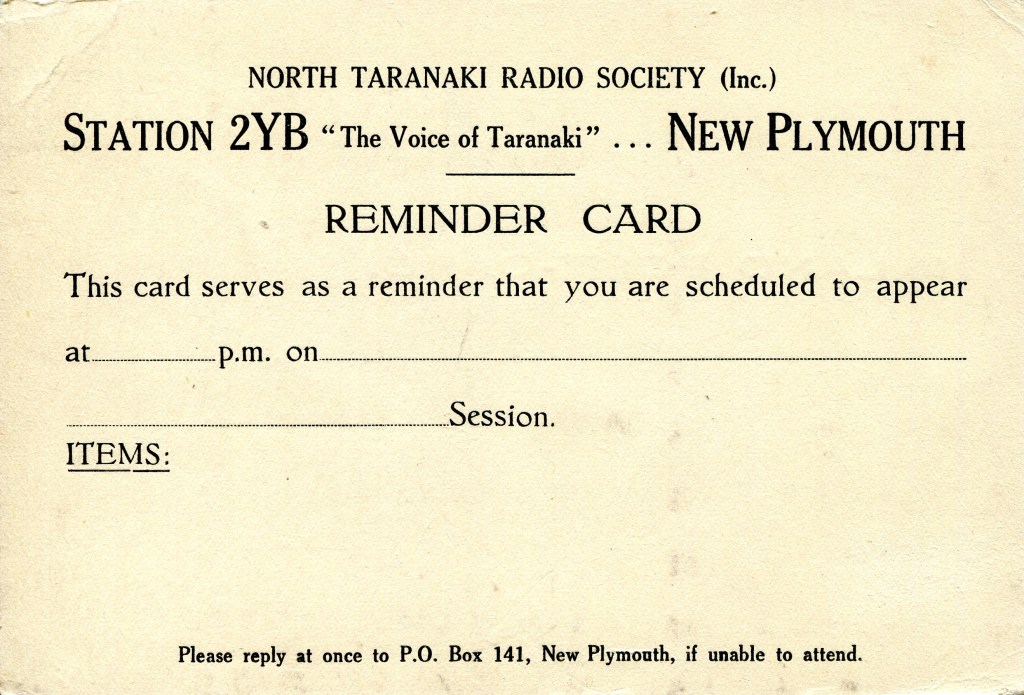 NORTH TARANAKI RADIO SOCIETY (Inc.)
STATION 2YB "The Voice of Taranaki" ... NEW PLYMOUTH
REMINDER CARD
This card serves as a reminder that you are scheduled to appear
at..............p.m. on..............................
..............................Session.
ITEMS:
Please reply at once to P.O. Box 141, New Plymouth, if unable to attend.